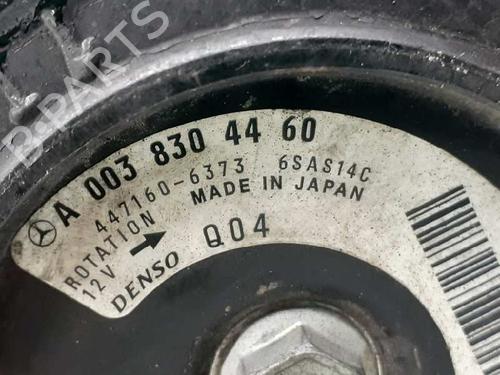 B-PARTS
A 003 830 44 60
447160-6373 6SAS14C
ROTATION → MADE IN JAPAN
12V DENSO Q04